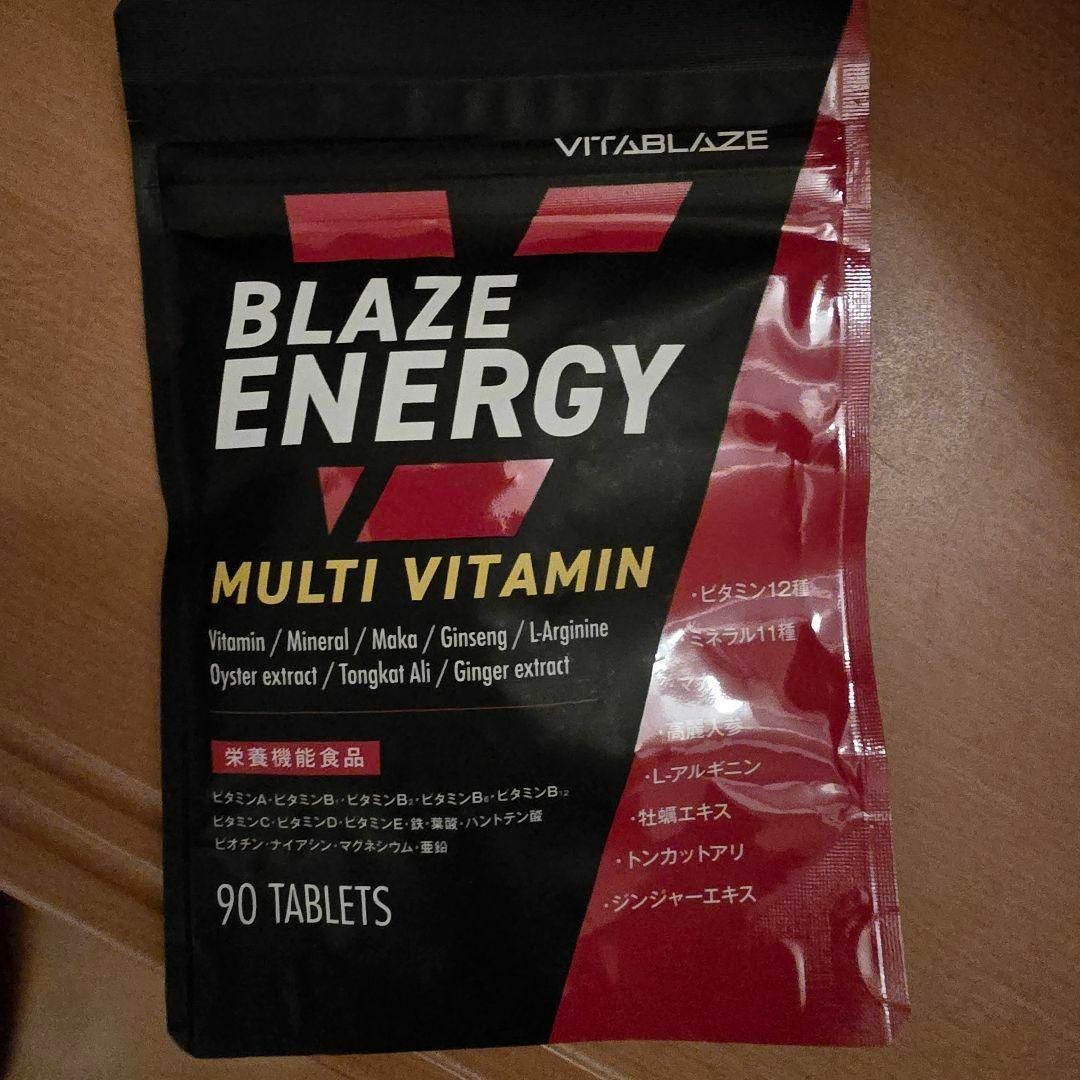 VITABLAZE
BLAZE
ENERGY
MULTI VITAMIN
Vitamin / Mineral / Maka / Ginseng / L-Arginine
Oyster extract / Tongkat Ali / Ginger extract
栄養機能食品
ビタミンA・ビタミンB₁・ビタミンB₂・ビタミンB₆・ビタミンB₁₂
ビタミンC・ビタミンD・ビタミンE・鉄・葉酸・パントテン酸
ビオチン・ナイアシン・マグネシウム・亜鉛
90 TABLETS
・ビタミン12種
・ミネラル11種
・高麗人参
・L-アルギニン
・牡蠣エキス
・トンカットアリ
・ジンジャーエキス